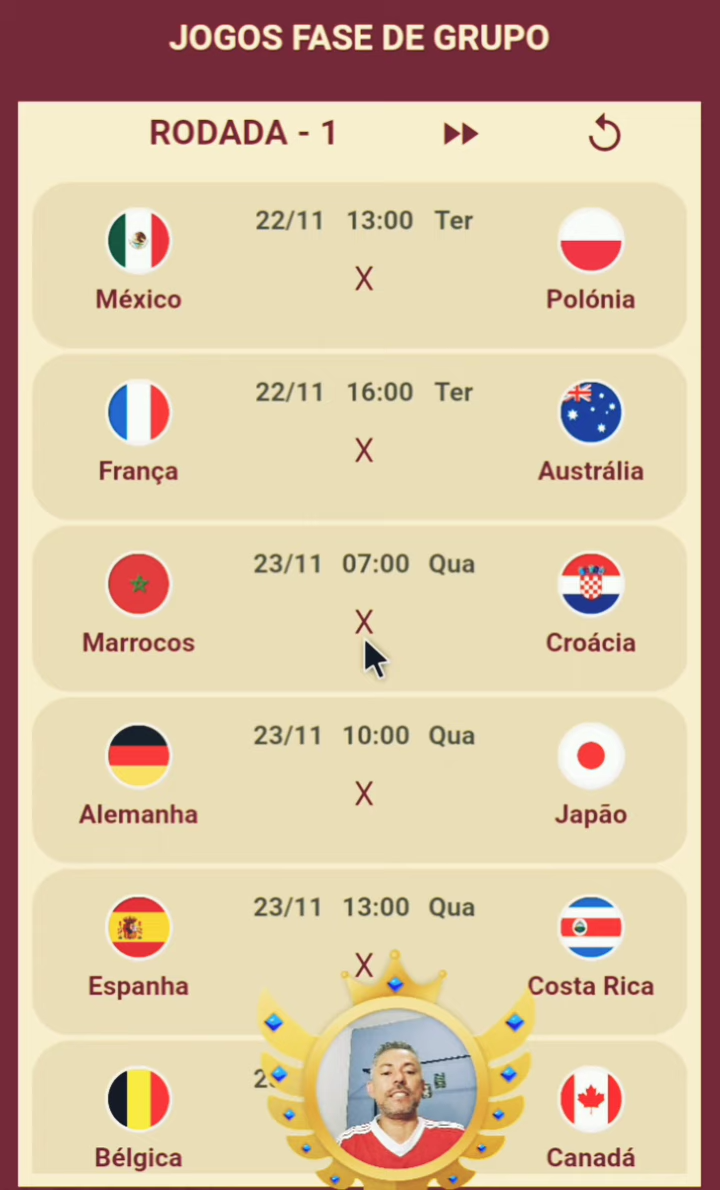 JOGOS FASE DE GRUPO
RODADA - 1
22/11 13:00 Ter
X
México
Polónia
22/11 16:00 Ter
X
França
Austrália
23/11 07:00 Qua
X
Marrocos
Croácia
23/11 10:00 Qua
X
Alemanha
Japão
23/11 13:00 Qua
X
Espanha
Costa Rica
Bélgica
Canadá